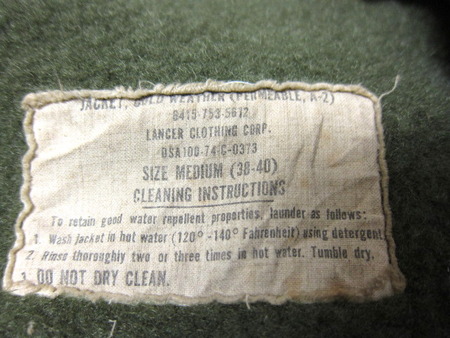 JACKET, COLD WEATHER (PERMEABLE, A-2)
8415-753-5612
LANCER CLOTHING CORP.
DSA100-74-C-0373
SIZE MEDIUM (38-40)
CLEANING INSTRUCTIONS
To retain good water repellent properties, launder as follows:
1. Wash jacket in hot water (120° -140° Fahrenheit) using detergent
2. Rinse thoroughly two or three times in hot water. Tumble dry.
3. DO NOT DRY CLEAN.